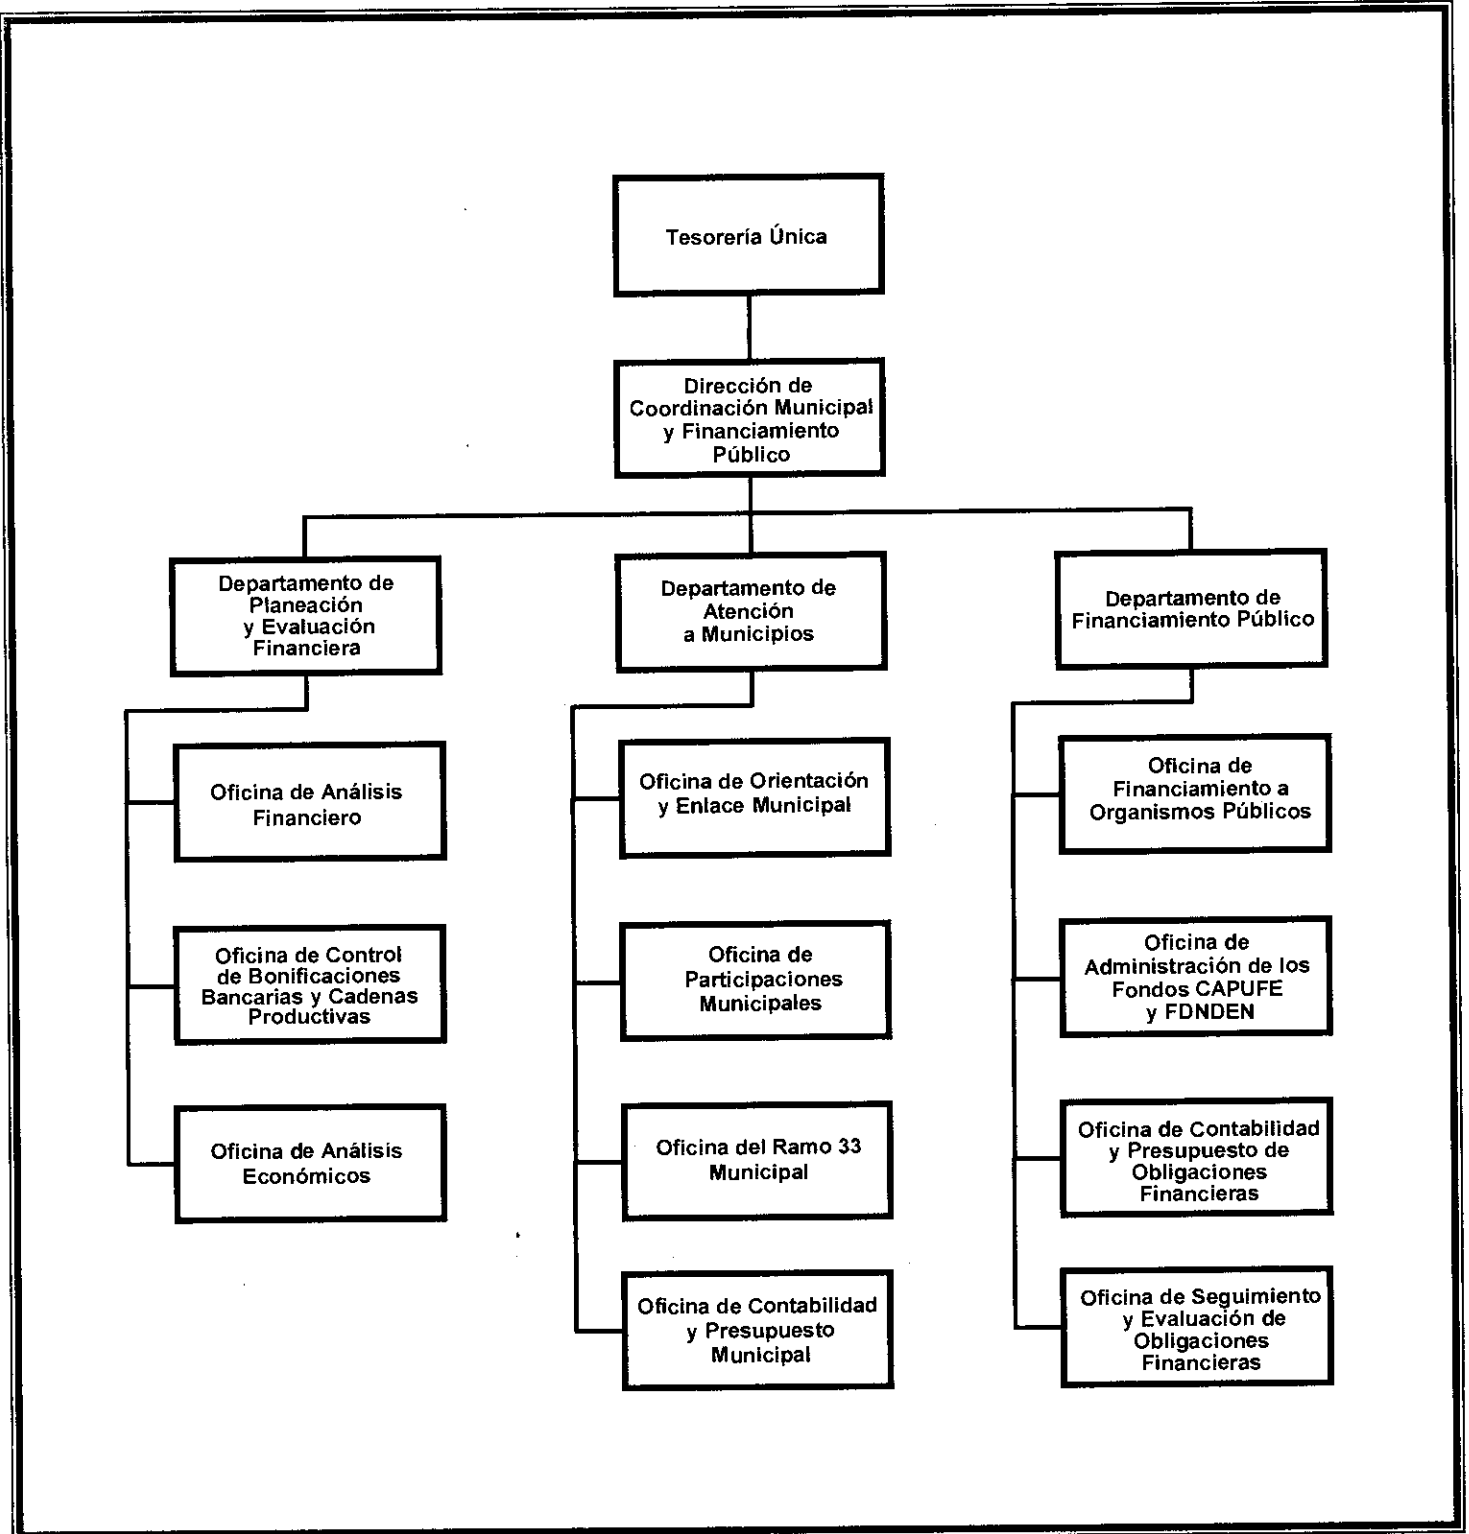 Tesorería Única
Dirección de
Coordinación Municipal
y Financiamiento
Público
Departamento de
Planeación
y Evaluación
Financiera
Departamento de
Atención
a Municipios
Departamento de
Financiamiento Público
Oficina de Análisis
Financiero
Oficina de Control
de Bonificaciones
Bancarias y Cadenas
Productivas
Oficina de Análisis
Económicos
Oficina de Orientación
y Enlace Municipal
Oficina de
Participaciones
Municipales
Oficina del Ramo 33
Municipal
Oficina de Contabilidad
y Presupuesto
Municipal
Oficina de
Financiamiento a
Organismos Públicos
Oficina de
Administración de los
Fondos CAPUFE
y FDNDEN
Oficina de Contabilidad
y Presupuesto de
Obligaciones
Financieras
Oficina de Seguimiento
y Evaluación de
Obligaciones
Financieras